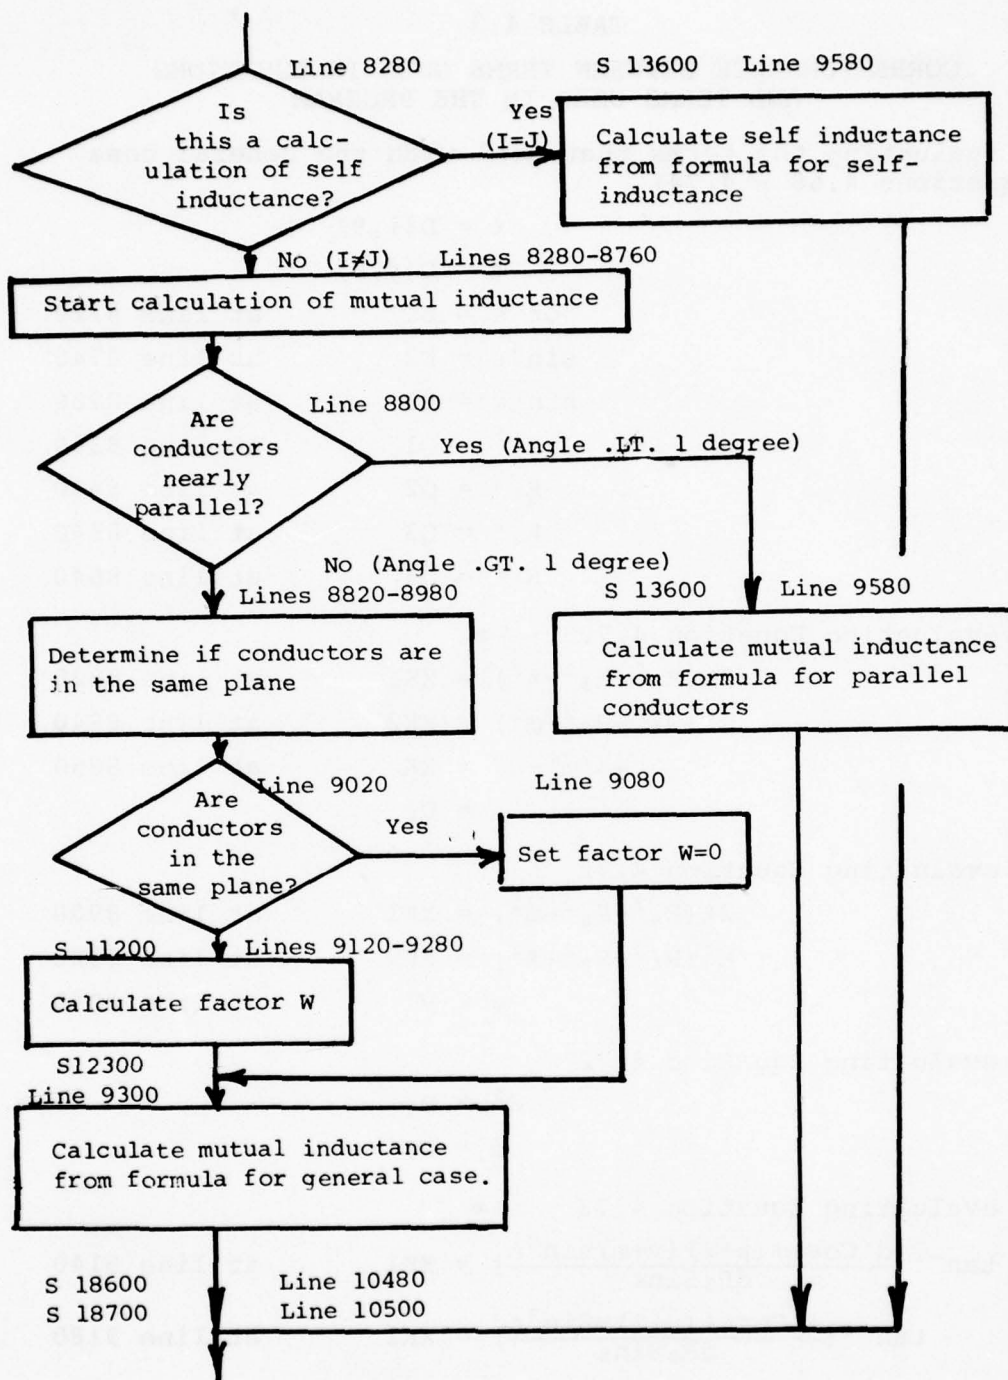 Line 8280
S 13600 Line 9580
Is
this a calc-
ulation of self
inductance?
Yes
(I=J)
Calculate self inductance
from formula for self-
inductance
No (I≠J) Lines 8280-8760
Start calculation of mutual inductance
Line 8800
Are
conductors
nearly
parallel?
Yes (Angle .LT. 1 degree)
No (Angle .GT. 1 degree)
Lines 8820-8980
S 13600 Line 9580
Determine if conductors are
in the same plane
Calculate mutual inductance
from formula for parallel
conductors
Line 9020
Line 9080
Are
conductors
in the
same plane?
Yes
Set factor W=0
S 11200 Lines 9120-9280
Calculate factor W
S12300
Line 9300
Calculate mutual inductance
from formula for general case.
S 18600 Line 10480
S 18700 Line 10500